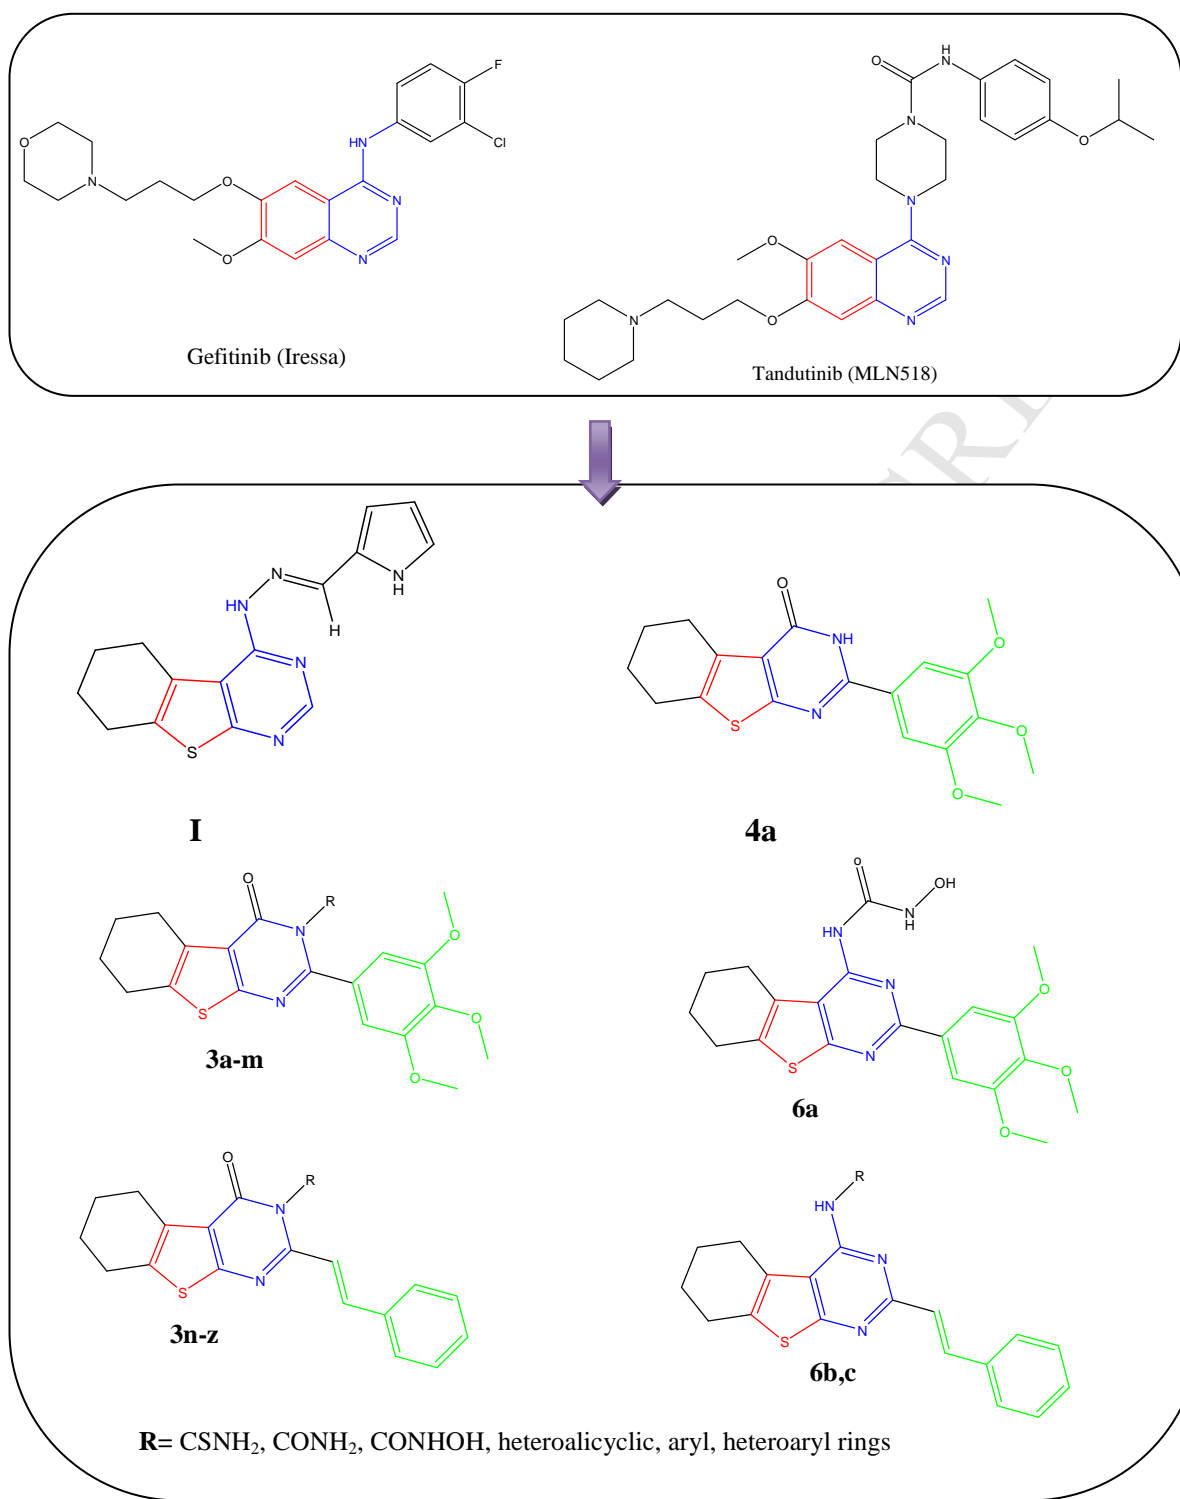 O
NH
N
O
F
Cl
HN
N
O
N
O
N
Gefitinib (Iressa)
O
H
N
N
O
N
O
N
N
O
N
Tandutinib (MLN518)
N
N
H
HN
H
N
S
N
I
O
O
NH
O
N
S
O
4a
O
R
N
O
N
O
S
O
3a-m
o
OH
N
H
HN
N
O
N
O
S
O
6a
O
R
N
N
S
3n-z
R
HN
N
N
S
6b,c
R= CSNH₂, CONH₂, CONHOH, heteroalicyclic, aryl, heteroaryl rings